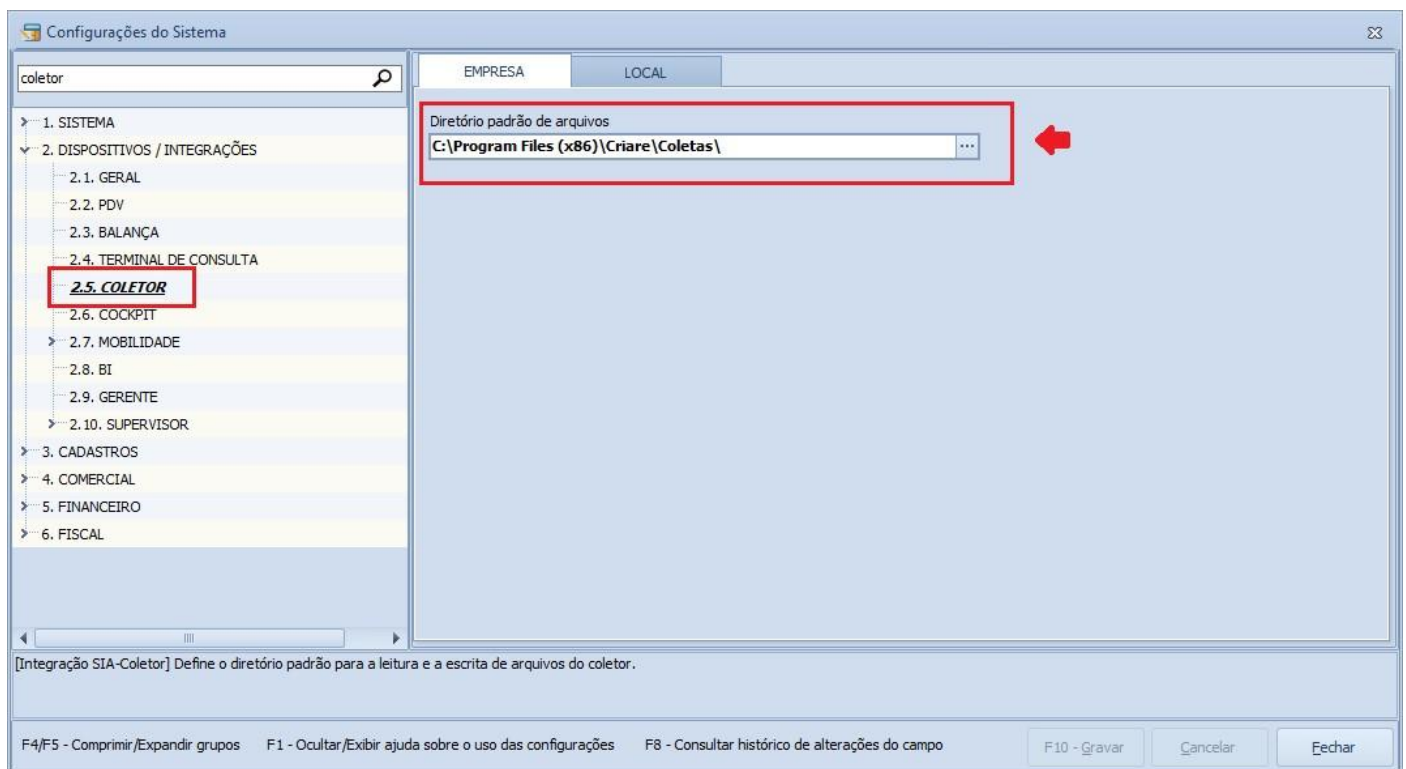 Configurações do Sistema
coletor
1. SISTEMA
2. DISPOSITIVOS / INTEGRAÇÕES
2.1. GERAL
2.2. PDV
2.3. BALANÇA
2.4. TERMINAL DE CONSULTA
2.5. COLETOR
2.6. COCKPIT
2.7. MOBILIDADE
2.8. BI
2.9. GERENTE
2.10. SUPERVISOR
3. CADASTROS
4. COMERCIAL
5. FINANCEIRO
6. FISCAL
EMPRESA LOCAL
Diretório padrão de arquivos
C:\Program Files (x86)\Criare\Coletas\ ...
[Integração SIA-Coletor] Define o diretório padrão para a leitura e a escrita de arquivos do coletor.
F4/F5 - Comprimir/Expandir grupos F1 - Ocultar/Exibir ajuda sobre o uso das configurações F8 - Consultar histórico de alterações do campo F10 - Gravar Cancelar Fechar